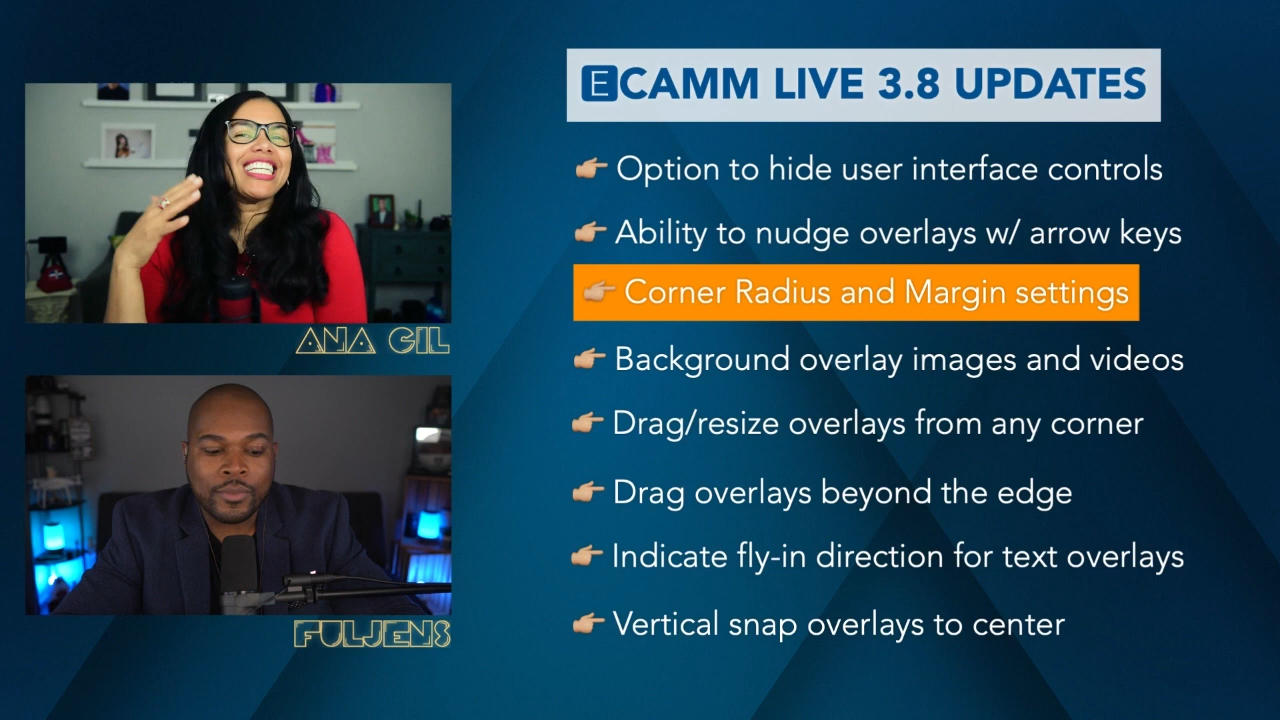 ECAMM LIVE 3.8 UPDATES
Option to hide user interface controls
Ability to nudge overlays w/ arrow keys
Corner Radius and Margin settings
Background overlay images and videos
Drag/resize overlays from any corner
Drag overlays beyond the edge
Indicate fly-in direction for text overlays
Vertical snap overlays to center
ANA GIL
FULJENS